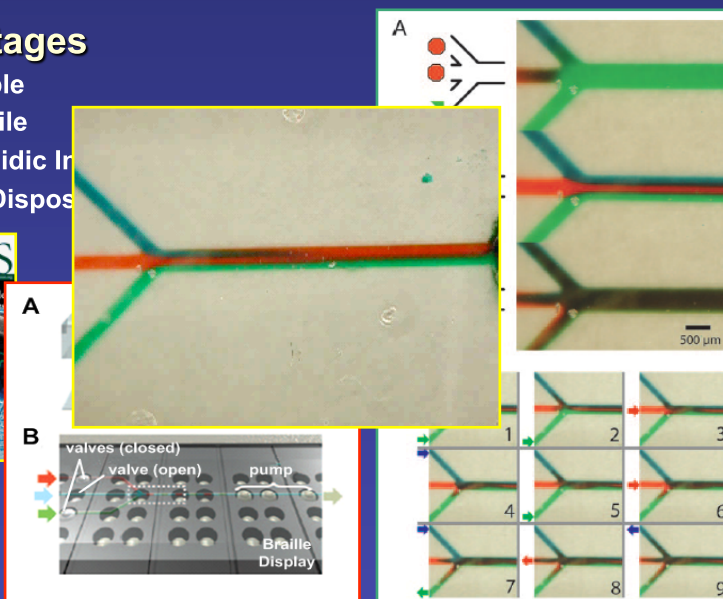 tages
ple
ile
idic In
Dispos
S
A
500 µm
A
B
valves (closed)
valve (open)
pump
Braille
Display
1
2
3
4
5
6
7
8
9